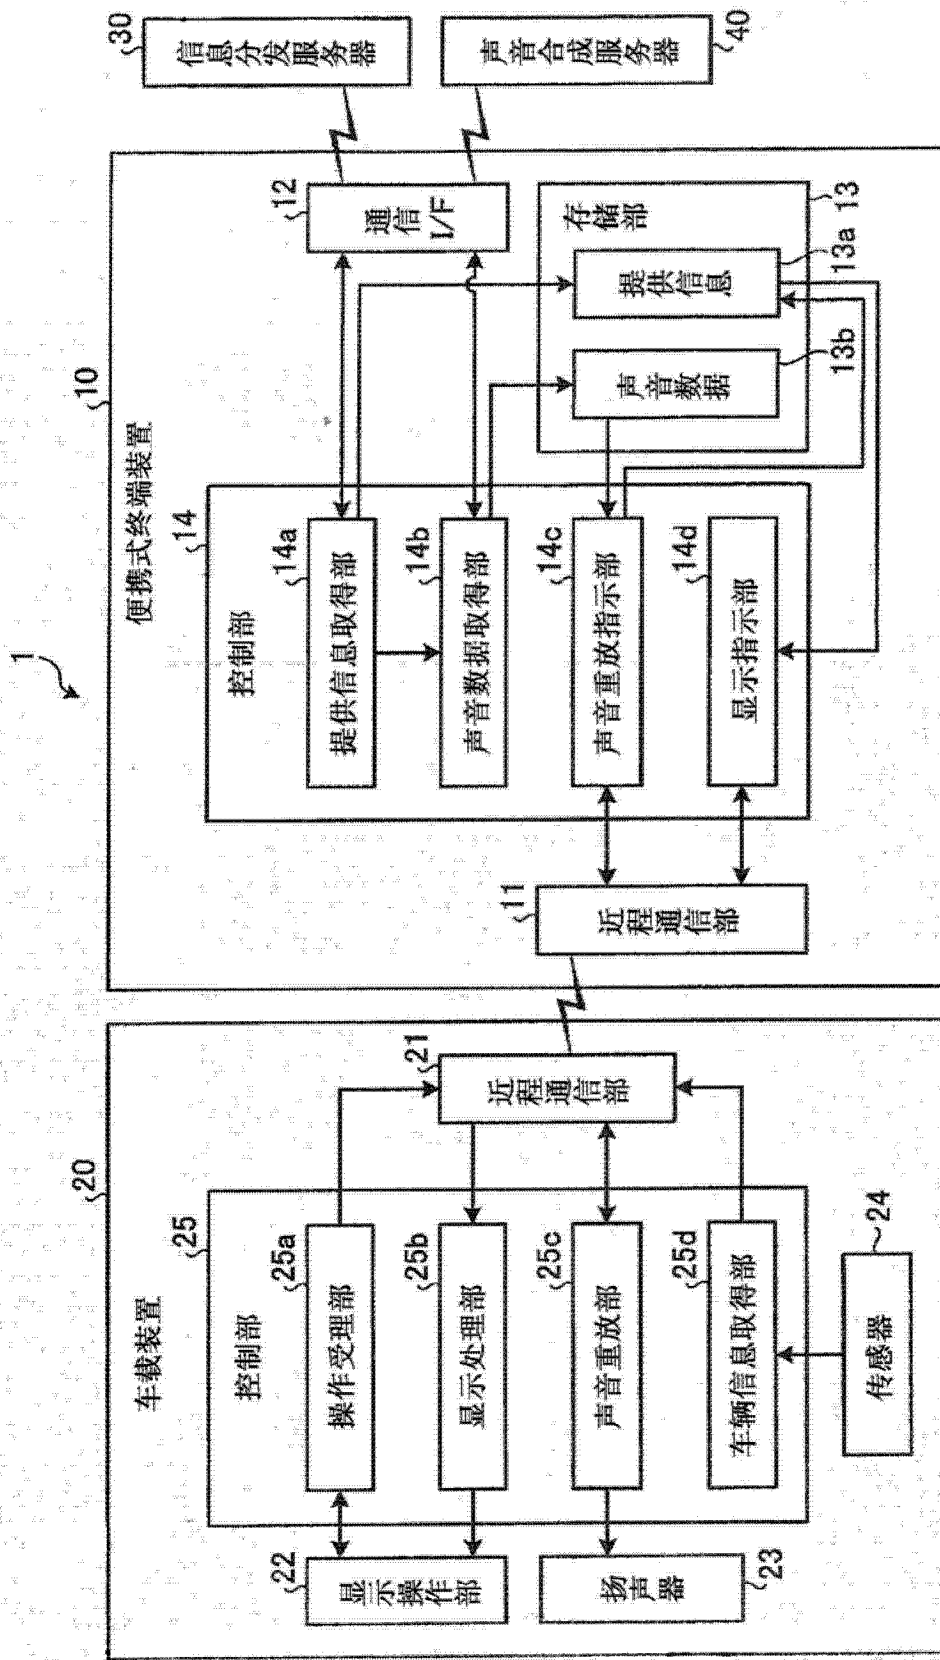 1
20
车载装置
25
控制部
22
显示操作部
25a
操作受理部
25b
显示处理部
23
扬声器
25c
声音重放部
25d
车辆信息取得部
24
传感器
21
近程通信部
10
便携式终端装置
11
近程通信部
14
控制部
14a
提供信息取得部
14b
声音数据取得部
14c
声音重放指示部
14d
显示指示部
12
通信
I/F
13
存储部
13a
提供信息
13b
声音数据
30
信息分发服务器
40
声音合成服务器